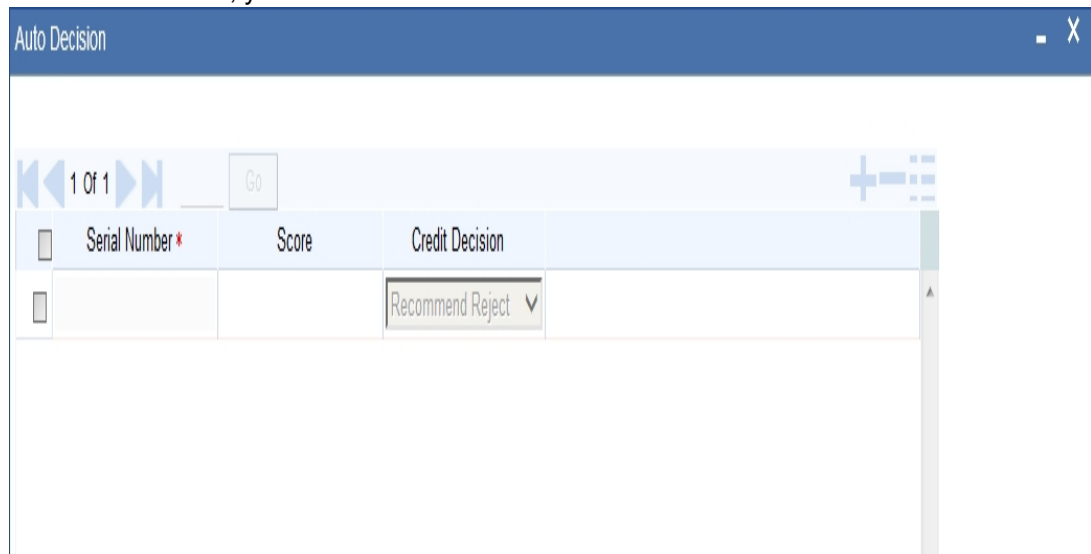 Auto Decision - X
1 Of 1 Go
Serial Number * Score Credit Decision
Recommend Reject